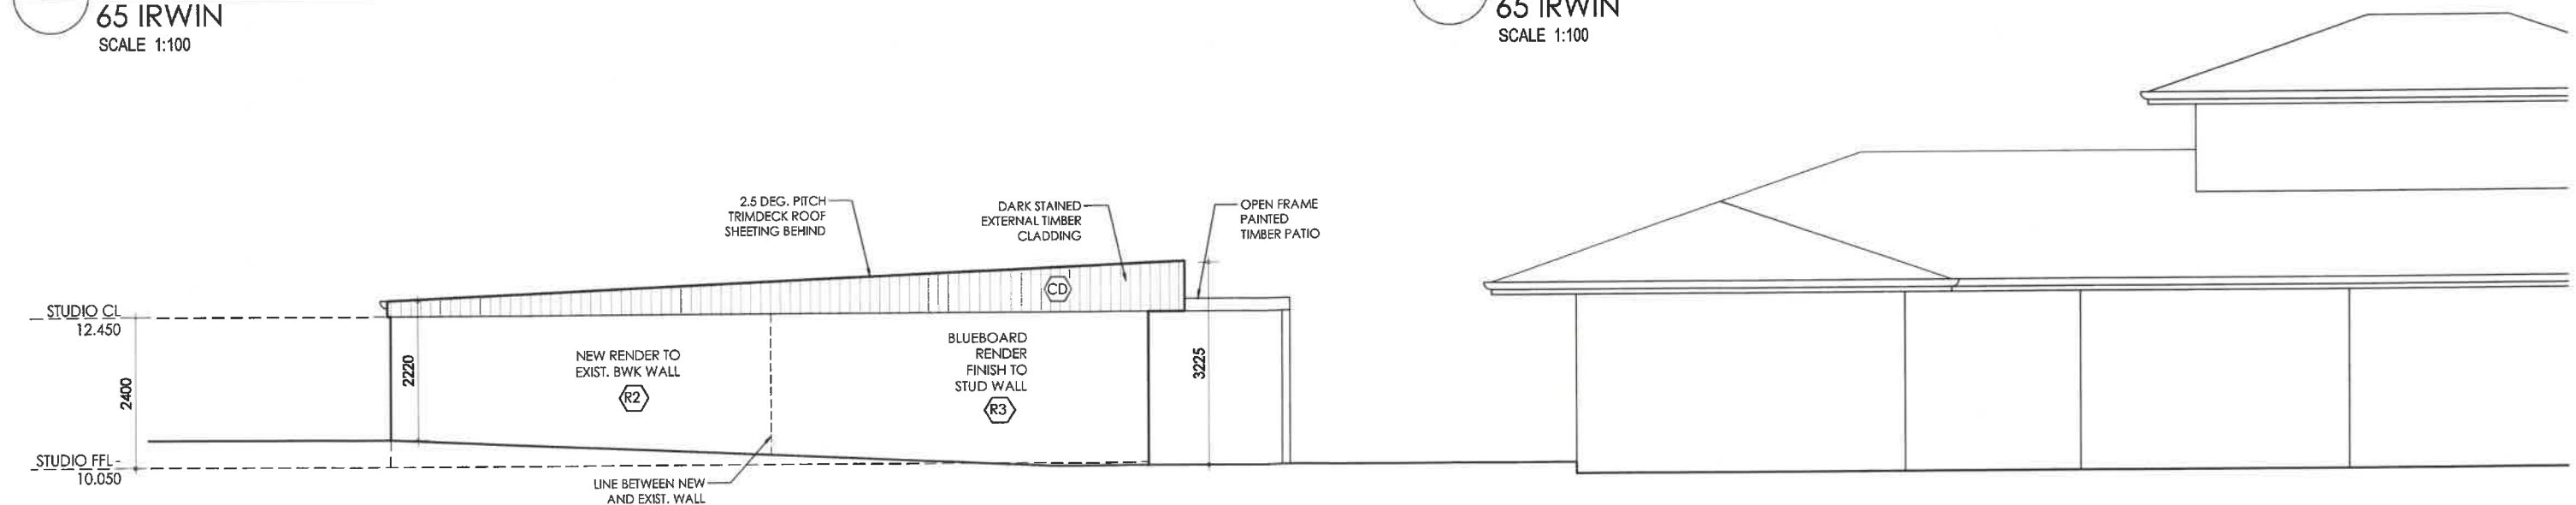 65 IRWIN
SCALE 1:100
65 IRWIN
SCALE 1:100
2.5 DEG. PITCH
TRIMDECK ROOF
SHEETING BEHIND
DARK STAINED
EXTERNAL TIMBER
CLADDING
OPEN FRAME
PAINTED
TIMBER PATIO
CD
STUDIO CL
12.450
2400
2220
NEW RENDER TO
EXIST. BWK WALL
R2
BLUEBOARD
RENDER
FINISH TO
STUD WALL
R3
3225
STUDIO FFL
10.050
LINE BETWEEN NEW
AND EXIST. WALL